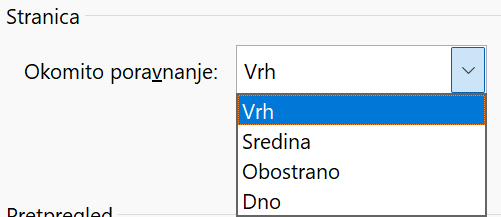 Stranica
Okomito poravnanje: Vrh
Vrh
Sredina
Obostrano
Dno
Pretpregled